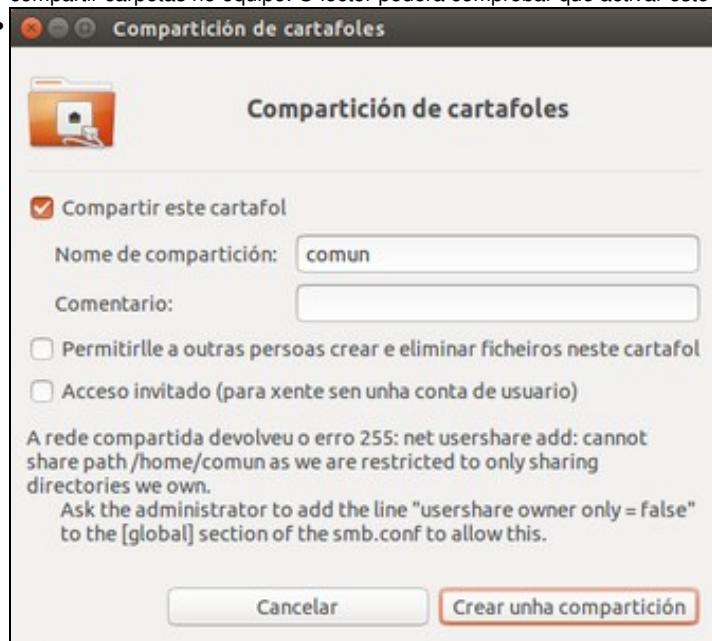 Compartición de cartafoles
Compartición de cartafoles
Compartir este cartafol
Nome de compartición: comun
Comentario:
Permitirlle a outras persoas crear e eliminar ficheiros neste cartafol
Acceso invitado (para xente sen unha conta de usuario)
A rede compartida devolveu o erro 255: net usershare add: cannot
share path /home/comun as we are restricted to only sharing
directories we own.
Ask the administrator to add the line "usershare owner only = false"
to the [global] section of the smb.conf to allow this.
Cancelar Crear unha compartición